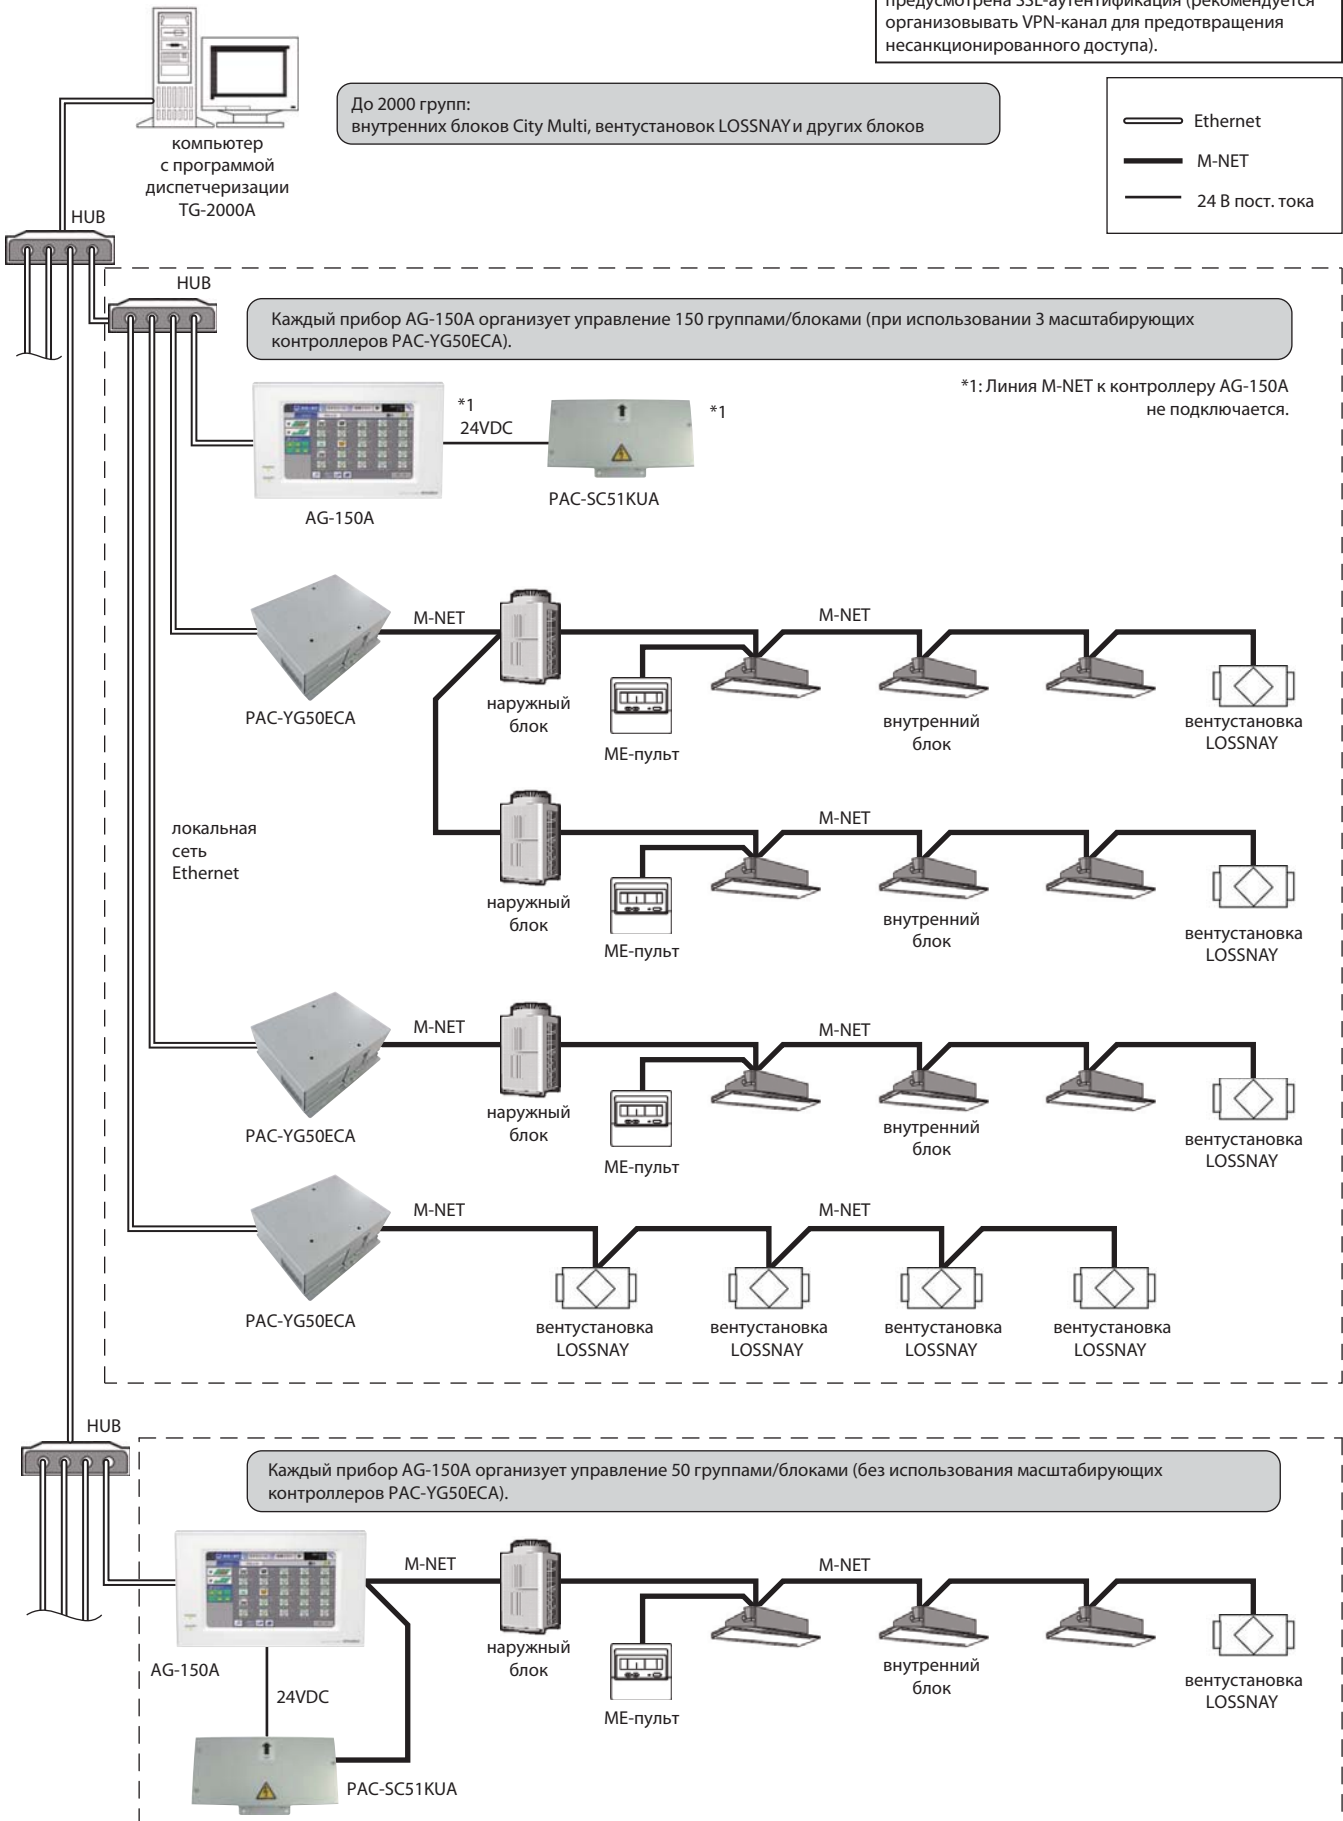 предусмотрена SSL-аутентификация (рекомендуется
организовывать VPN-канал для предотвращения
несанкционированного доступа).
До 2000 групп:
внутренних блоков City Multi, вентустановок LOSSNAY и других блоков
Ethernet
M-NET
24 В пост. тока
компьютер
с программой
диспетчеризации
TG-2000A
HUB
HUB
Каждый прибор AG-150A организует управление 150 группами/блоками (при использовании 3 масштабирующих
контроллеров PAC-YG50ECA).
*1: Линия M-NET к контроллеру AG-150A
не подключается.
*1
24VDC
*1
AG-150A
PAC-SC51KUA
M-NET
M-NET
PAC-YG50ECA
наружный
блок
МЕ-пульт
внутренний
блок
вентустановка
LOSSNAY
локальная
сеть
Ethernet
M-NET
наружный
блок
МЕ-пульт
внутренний
блок
вентустановка
LOSSNAY
M-NET
M-NET
PAC-YG50ECA
наружный
блок
МЕ-пульт
внутренний
блок
вентустановка
LOSSNAY
M-NET
M-NET
PAC-YG50ECA
вентустановка
LOSSNAY
вентустановка
LOSSNAY
вентустановка
LOSSNAY
вентустановка
LOSSNAY
HUB
Каждый прибор AG-150A организует управление 50 группами/блоками (без использования масштабирующих
контроллеров PAC-YG50ECA).
M-NET
M-NET
AG-150A
наружный
блок
МЕ-пульт
внутренний
блок
вентустановка
LOSSNAY
24VDC
PAC-SC51KUA